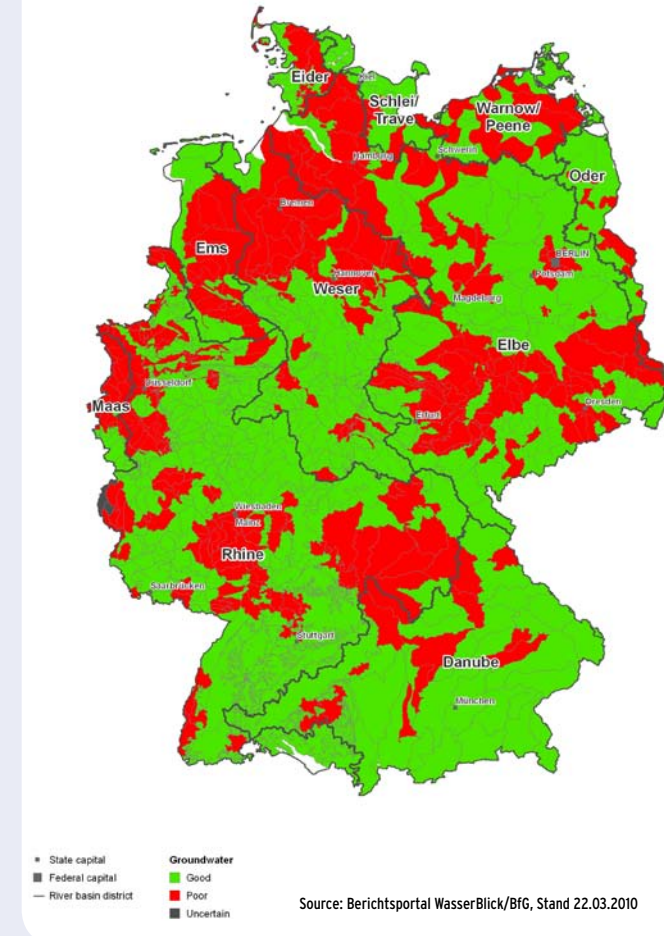 Eider
Kiel
Schlei/
Trave
Warnow/
Peene
Hamburg
Schwerin
Oder
Bremen
Ems
BERLIN
Potsdam
Hannover
Weser
Magdeburg
Elbe
Düsseldorf
Maas
Dresden
Erfurt
Wiesbaden
Mainz
Rhine
Saarbrücken
Stuttgart
Danube
München
State capital
Federal capital
River basin district
Groundwater
Good
Poor
Uncertain
Source: Berichtsportal WasserBlick/BfG, Stand 22.03.2010